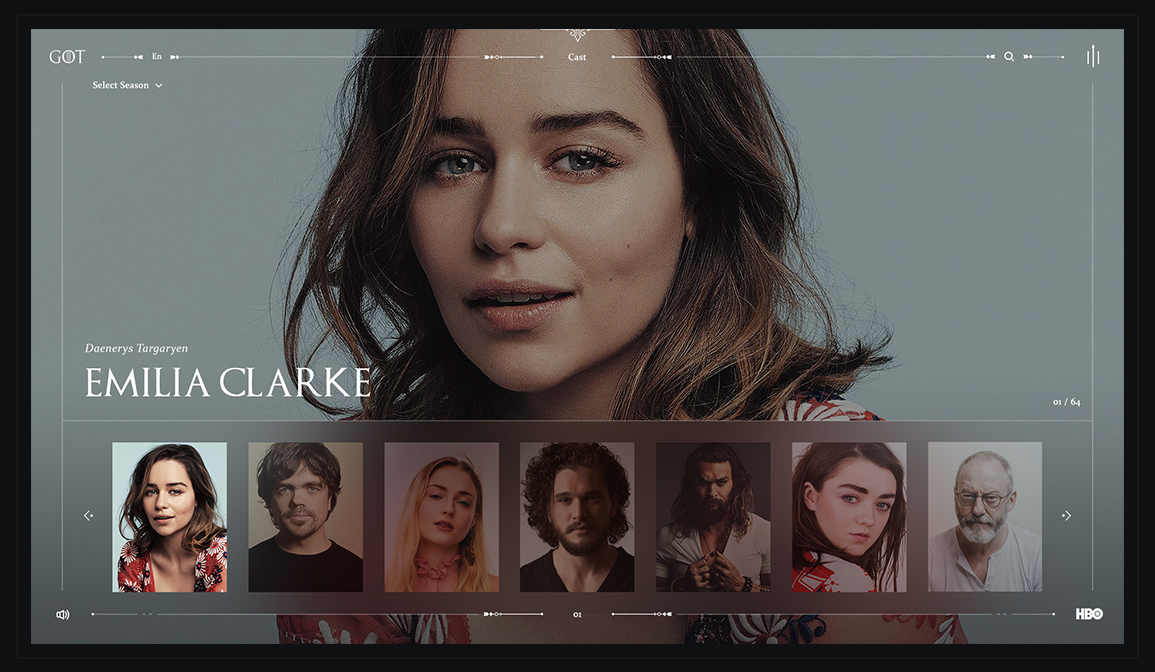 GOT
En
Cast
Select Season
Daenerys Targaryen
EMILIA CLARKE
01 / 64
01
HBO